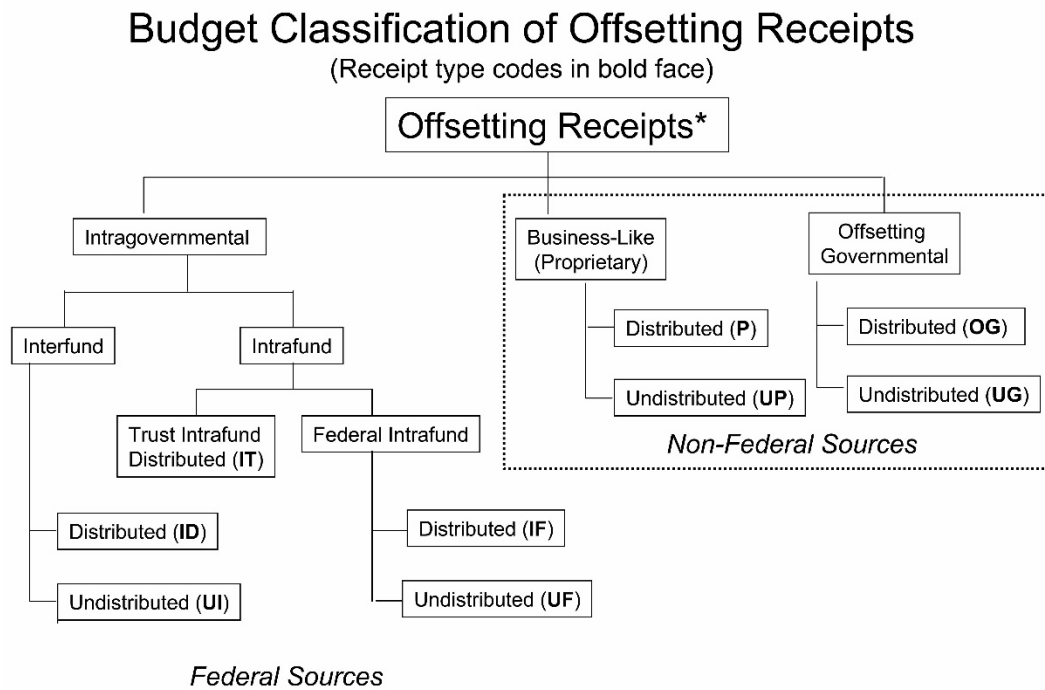 Budget Classification of Offsetting Receipts
(Receipt type codes in bold face)
Offsetting Receipts*
Intragovernmental
Business-Like
(Proprietary)
Offsetting
Governmental
Distributed (P)
Distributed (OG)
Interfund
Intrafund
Undistributed (UP)
Undistributed (UG)
Trust Intrafund
Distributed (IT)
Federal Intrafund
Non-Federal Sources
Distributed (ID)
Distributed (IF)
Undistributed (UI)
Undistributed (UF)
Federal Sources